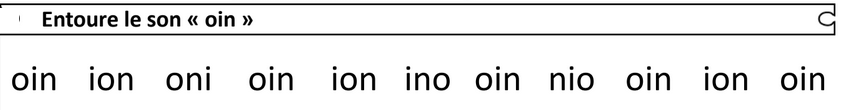 Entoure le son « oin »
oin ion oni oin ion ino oin nio oin ion oin